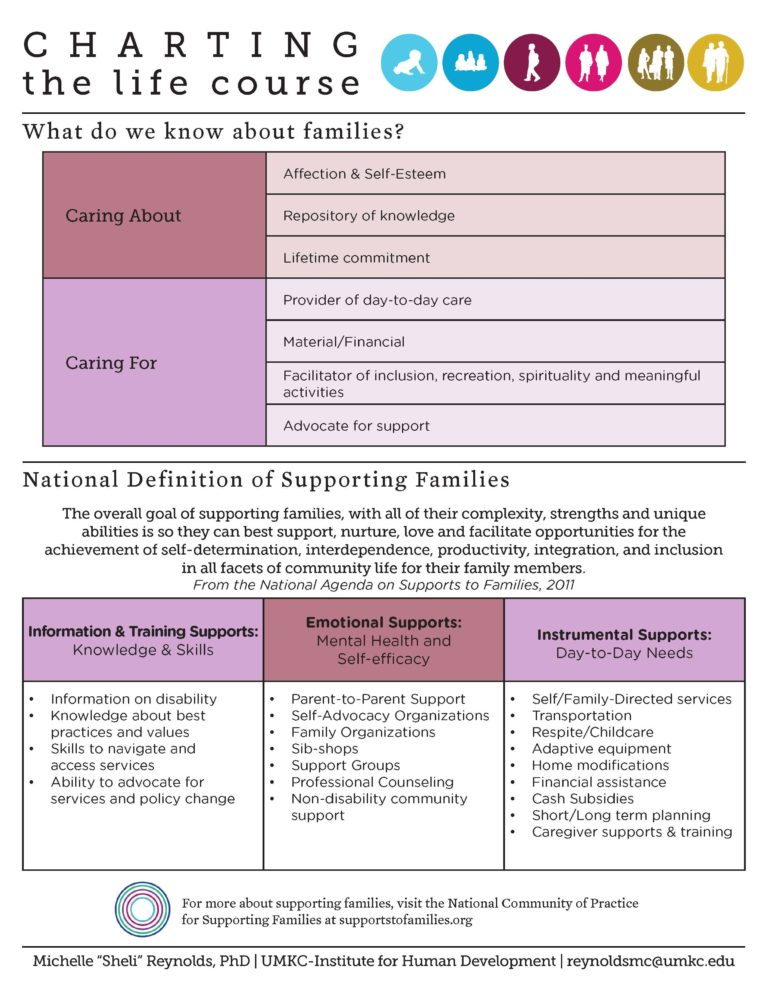 CHARTING
the life course
What do we know about families?
Caring About
Affection & Self-Esteem
Repository of knowledge
Lifetime commitment
Caring For
Provider of day-to-day care
Material/Financial
Facilitator of inclusion, recreation, spirituality and meaningful
activities
Advocate for support
National Definition of Supporting Families
The overall goal of supporting families, with all of their complexity, strengths and unique
abilities is so they can best support, nurture, love and facilitate opportunities for the
achievement of self-determination, interdependence, productivity, integration, and inclusion
in all facets of community life for their family members.
From the National Agenda on Supports to Families, 2011
Information & Training Supports:
Knowledge & Skills
• Information on disability
• Knowledge about best
practices and values
• Skills to navigate and
access services
• Ability to advocate for
services and policy change
Emotional Supports:
Mental Health and
Self-efficacy
• Parent-to-Parent Support
• Self-Advocacy Organizations
• Family Organizations
• Sib-shops
• Support Groups
• Professional Counseling
• Non-disability community
support
Instrumental Supports:
Day-to-Day Needs
• Self/Family-Directed services
• Transportation
• Respite/Childcare
• Adaptive equipment
• Home modifications
• Financial assistance
• Cash Subsidies
• Short/Long term planning
• Caregiver supports & training
For more about supporting families, visit the National Community of Practice
for Supporting Families at supportstofamilies.org
Michelle "Sheli" Reynolds, PhD | UMKC-Institute for Human Development | reynoldsmc@umkc.edu